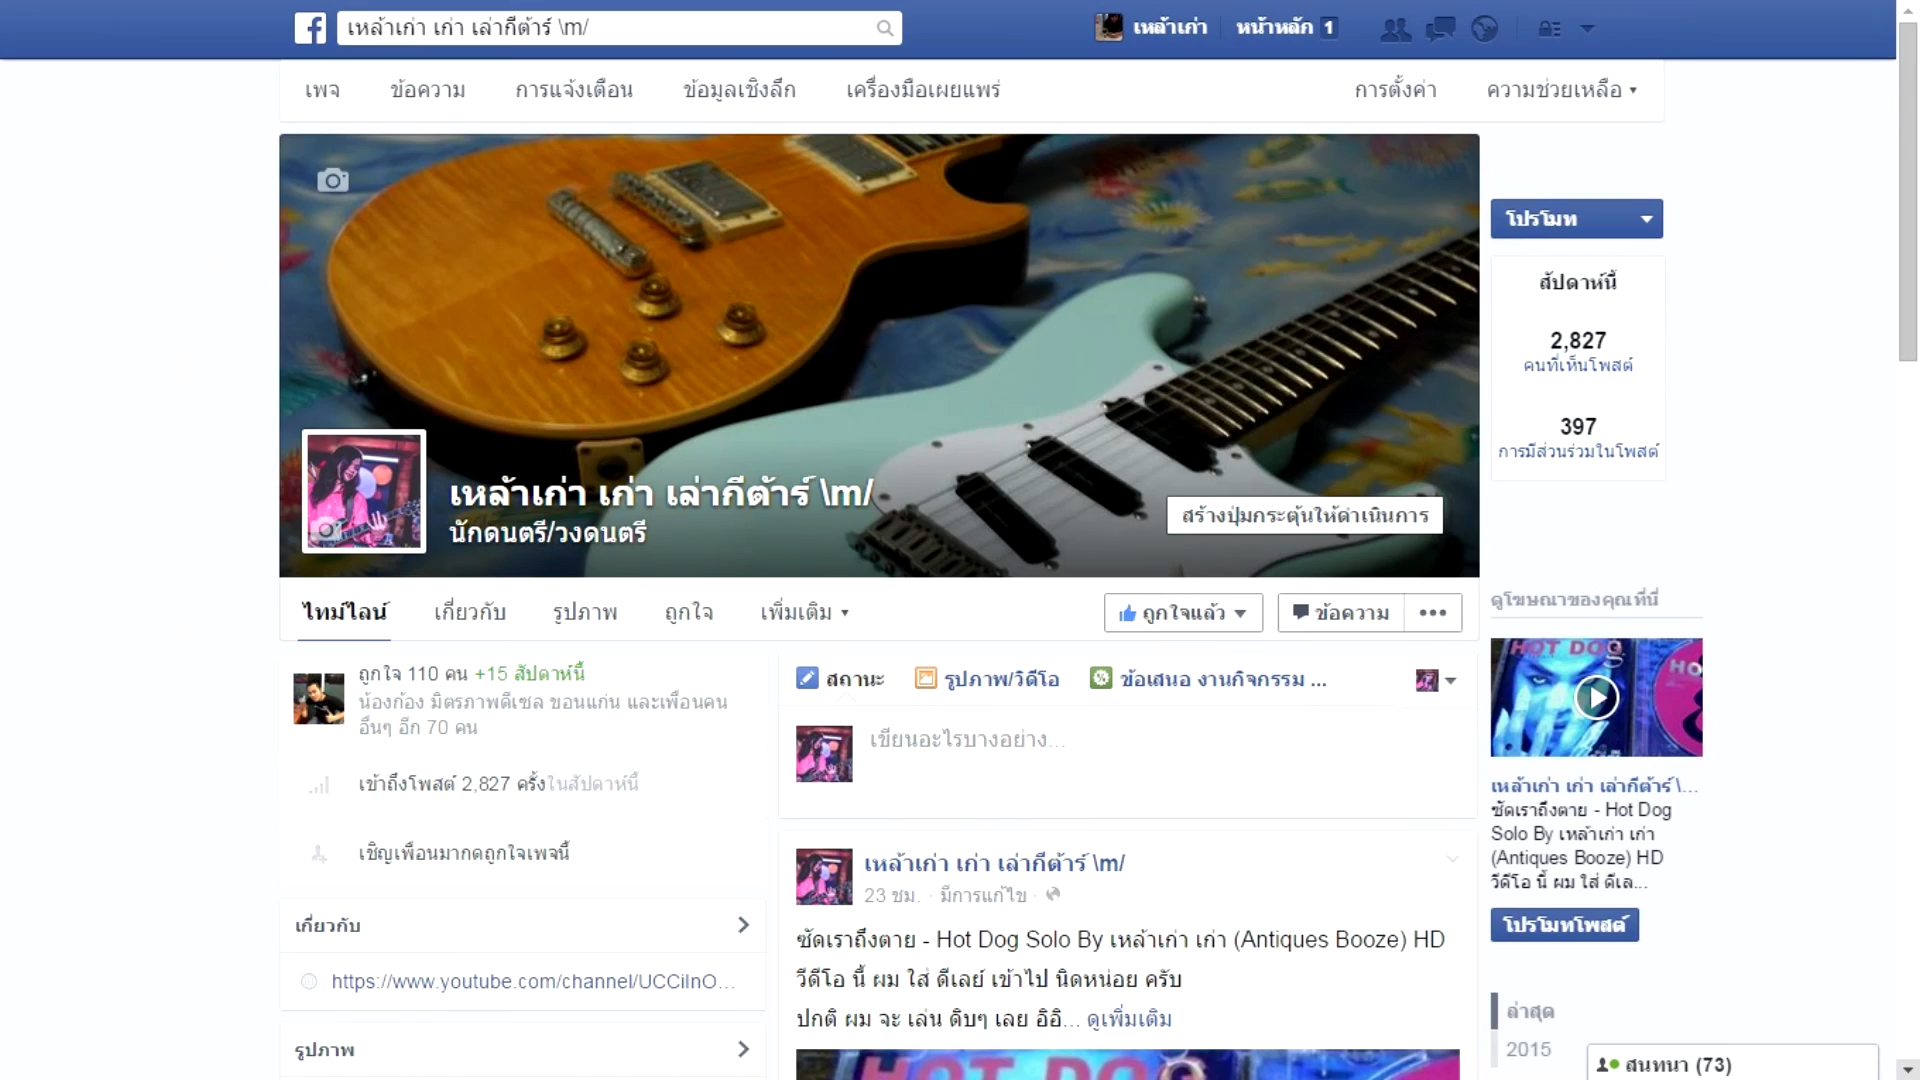 เหล้าเก่า เก่า เล่ากีต้าร์ \m/
เหล้าเก่า
หน้าหลัก 1
เพจ
ข้อความ
การแจ้งเตือน
ข้อมูลเชิงลึก
เครื่องมือเผยแพร่
การตั้งค่า
ความช่วยเหลือ
โปรโมท
สัปดาห์นี้
2,827
คนที่เห็นโพสต์
397
การมีส่วนร่วมในโพสต์
เหล้าเก่า เก่า เล่ากีต้าร์ \m/
นักดนตรี/วงดนตรี
สร้างปุ่มกระตุ้นให้ดำเนินการ
ไทม์ไลน์
เกี่ยวกับ
รูปภาพ
ถูกใจ
เพิ่มเติม
ถูกใจแล้ว
ข้อความ
ดูโฆษณาของคุณที่นี่
ถูกใจ 110 คน +15 สัปดาห์นี้
น้องก้อง มิตรภาพดีเซล ขอนแก่น และเพื่อนคน
อื่นๆ อีก 70 คน
เข้าถึงโพสต์ 2,827 ครั้งในสัปดาห์นี้
เชิญเพื่อนมากดถูกใจเพจนี้
เกี่ยวกับ
https://www.youtube.com/channel/UCCiInO...
รูปภาพ
สถานะ
รูปภาพ/วิดีโอ
ข้อเสนอ งานกิจกรรม ...
เขียนอะไรบางอย่าง...
เหล้าเก่า เก่า เล่ากีต้าร์ \m/
23 ชม. · มีการแก้ไข ·
ซัดเราถึงตาย - Hot Dog Solo By เหล้าเก่า เก่า (Antiques Booze) HD
วีดีโอ นี้ ผม ใส่ ดีเลย์ เข้าไป นิดหน่อย ครับ
ปกติ ผม จะ เล่น ดิบๆ เลย อิอิ... ดูเพิ่มเติม
HOT DOG
HOT DOG
HO
เหล้าเก่า เก่า เล่ากีต้าร์ \...
ซัดเราถึงตาย - Hot Dog
Solo By เหล้าเก่า เก่า
(Antiques Booze) HD
วีดีโอ นี้ ผม ใส่ ดีเล...
โปรโมทโพสต์
ล่าสุด
2015
สนทนา (73)